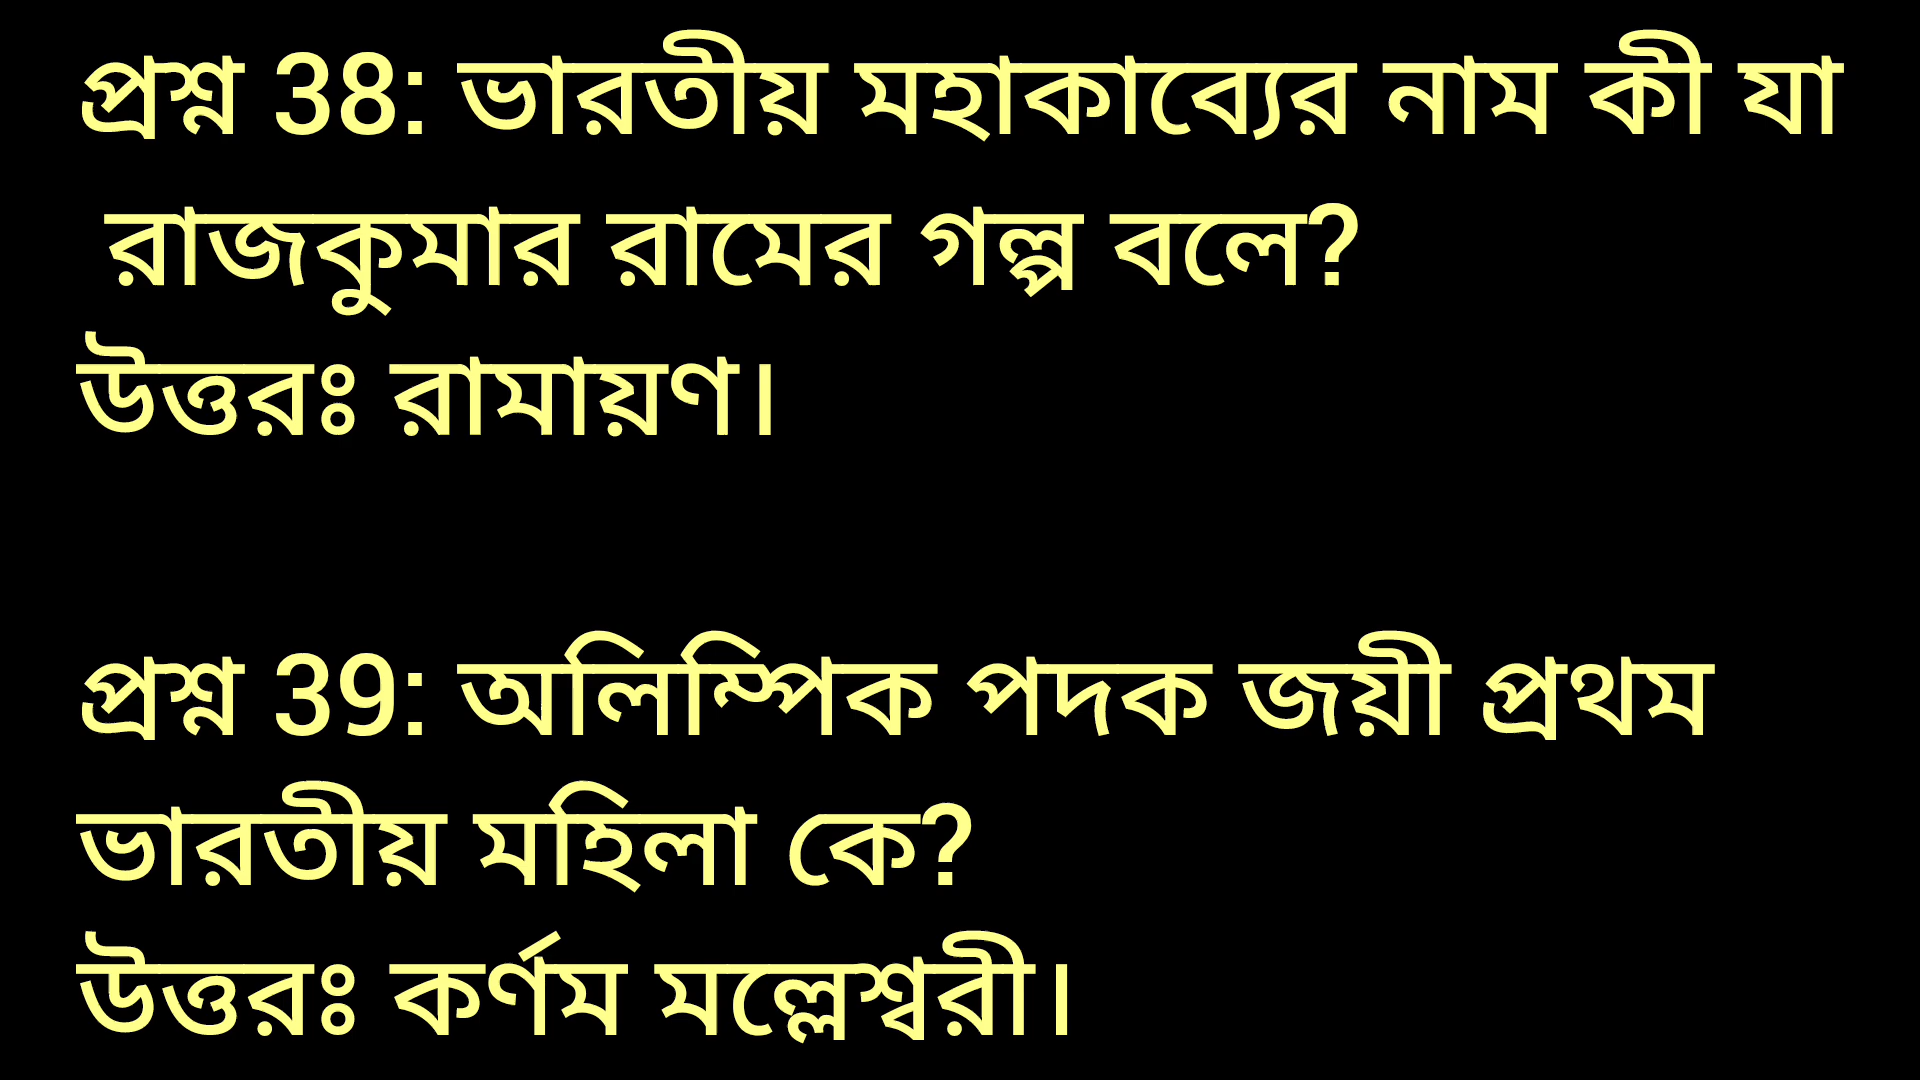 প্রশ্ন 38: ভারতীয় মহাকাব্যের নাম কী যা
রাজকুমার রামের গল্প বলে?
উত্তরঃ রামায়ণ।
প্রশ্ন 39: অলিম্পিক পদক জয়ী প্রথম
ভারতীয় মহিলা কে?
উত্তরঃ কর্ণম মল্লেশ্বরী।